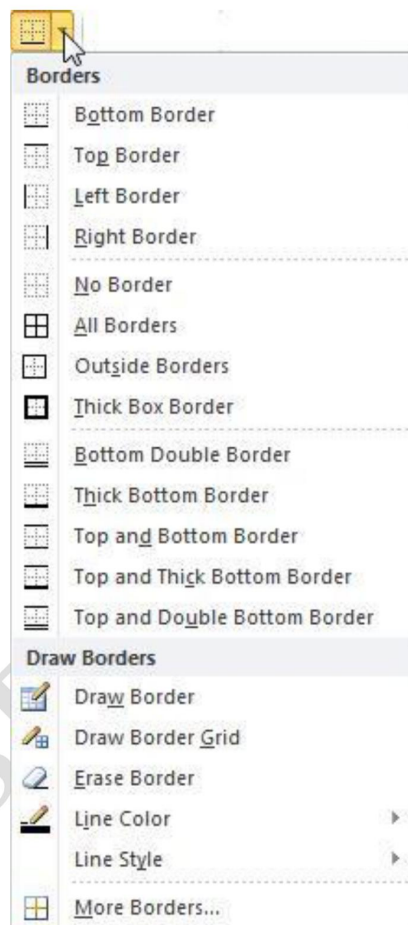 Borders
Bottom Border
Top Border
Left Border
Right Border
No Border
All Borders
Outside Borders
Thick Box Border
Bottom Double Border
Thick Bottom Border
Top and Bottom Border
Top and Thick Bottom Border
Top and Double Bottom Border
Draw Borders
Draw Border
Draw Border Grid
Erase Border
Line Color
Line Style
More Borders...